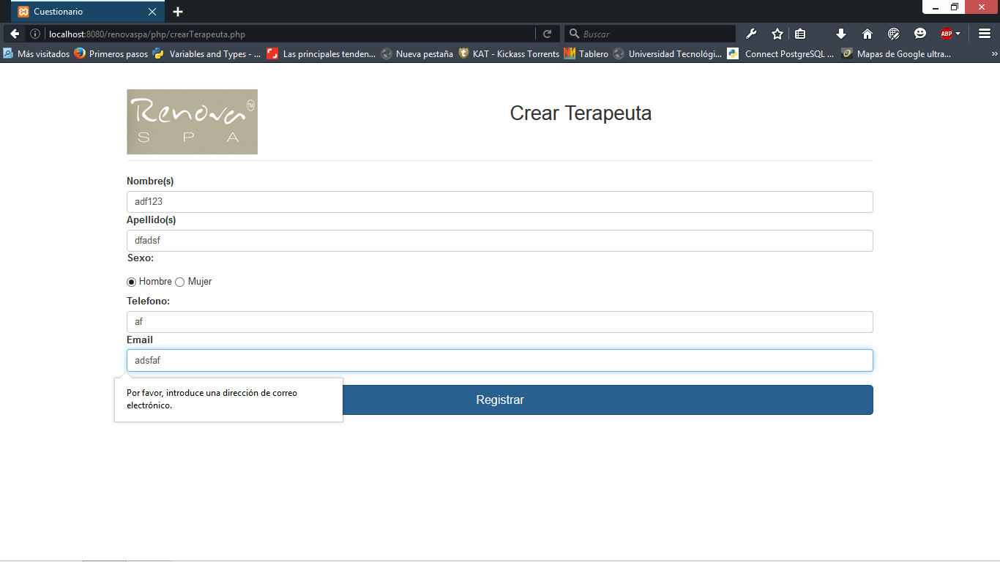 Cuestionario
localhost:8080/renovaspa/php/crearTerapeuta.php
Buscar
ABP
Más visitados Primeros pasos Variables and Types - ... Las principales tenden... Nueva pestaña KAT - Kickass Torrents Tablero Universidad Tecnológi... Connect PostgreSQL ... Mapas de Google ultra...
Renova TM
SPA
Crear Terapeuta
Nombre(s)
adf123
Apellido(s)
dfadsf
Sexo:
Hombre Mujer
Telefono:
af
Email
adsfaf
Por favor, introduce una dirección de correo
electrónico.
Registrar